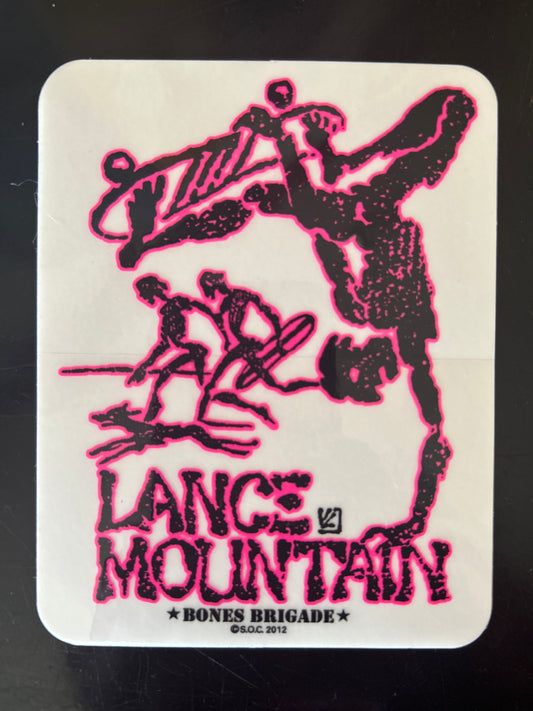 LANCE
MOUNTAIN
★BONES BRIGADE★
©S.O.C. 2012